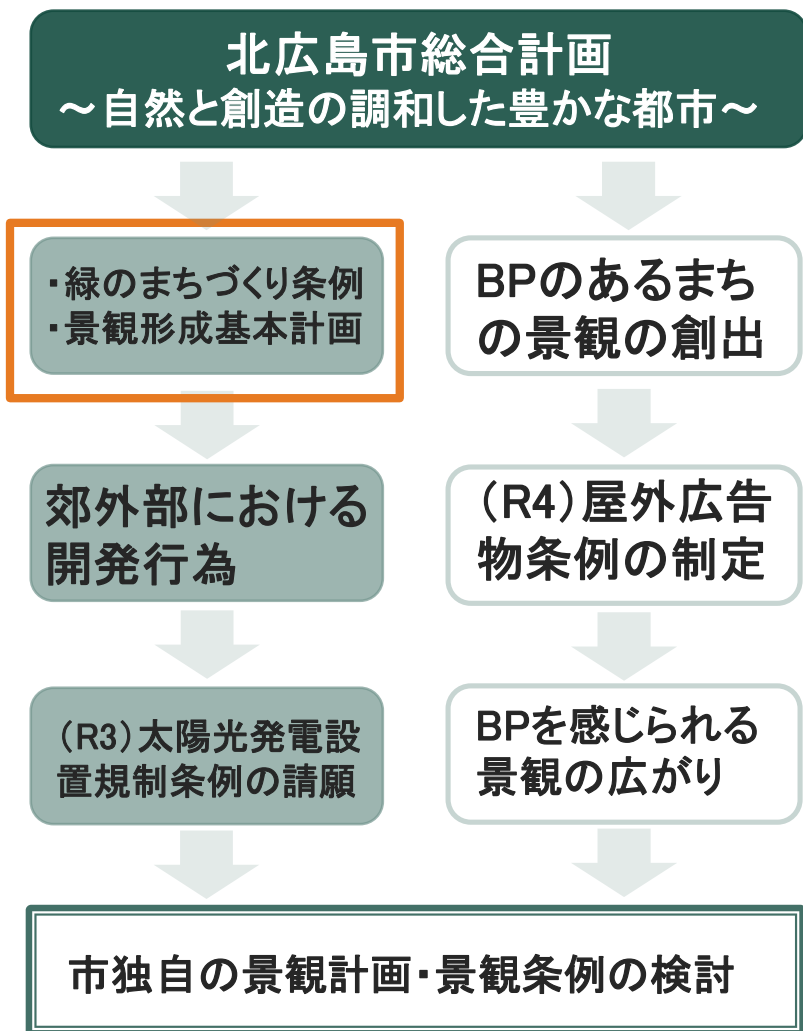 北広島市総合計画
～自然と創造の調和した豊かな都市～
・緑のまちづくり条例
・景観形成基本計画
郊外部における
開発行為
（R3）太陽光発電設
置規制条例の請願
BPのあるまち
の景観の創出
（R4）屋外広告
物条例の制定
BPを感じられる
景観の広がり
市独自の景観計画・景観条例の検討